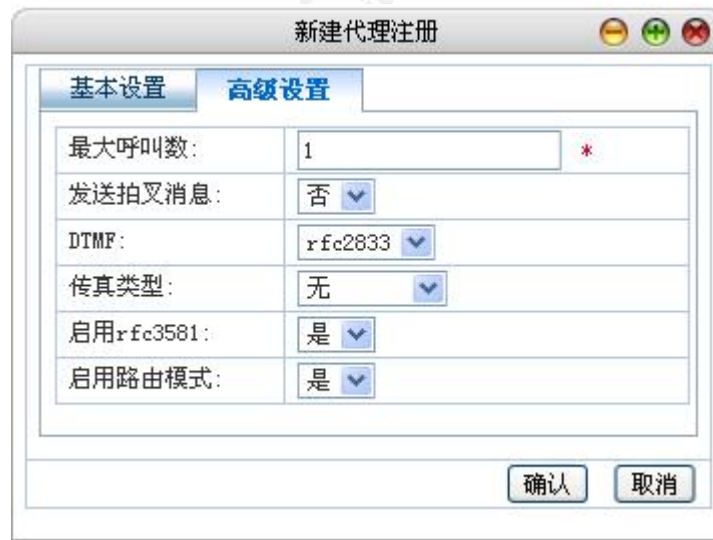 新建代理注册
基本设置 高级设置
最大呼叫数: 1 *
发送拍叉消息: 否
DTMF: rfc2833
传真类型: 无
启用rfc3581: 是
启用路由模式: 是
确认 取消